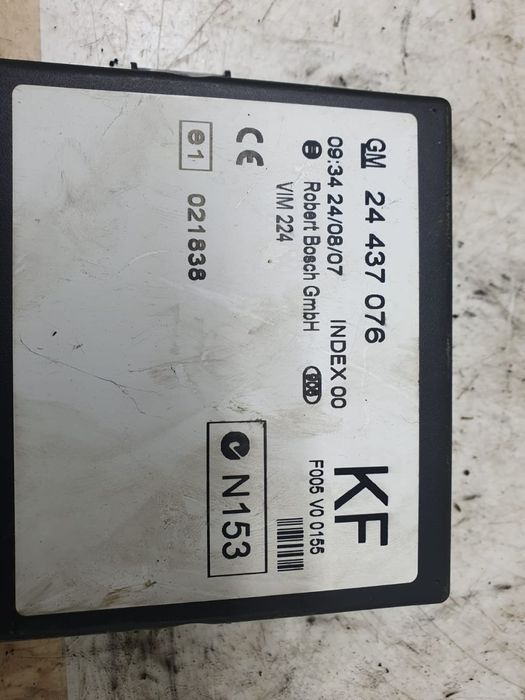 GM 24 437 076
KF
09:34 24/08/07 INDEX 00
Robert Bosch GmbH
F005 V0 0155
VIM 224
CE
e1 021838
N153